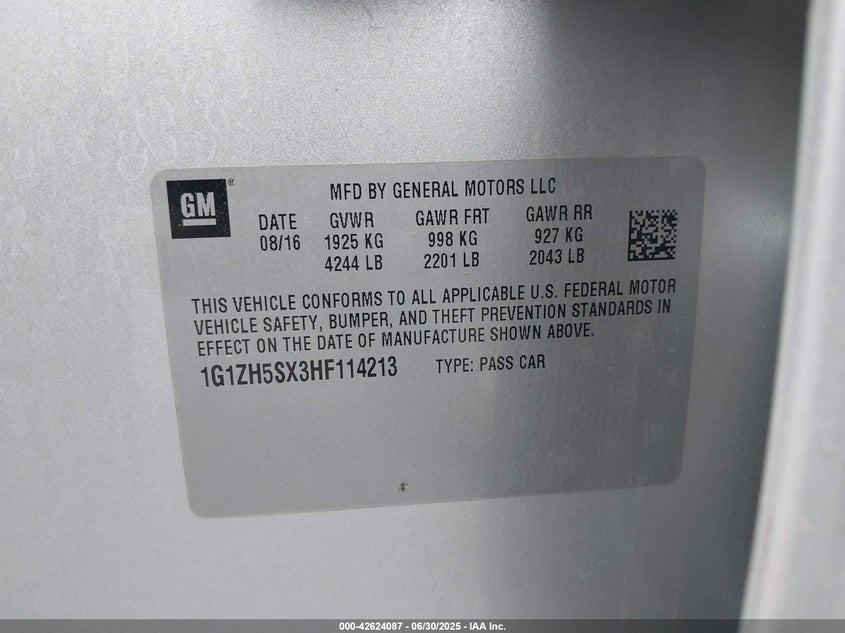 GM®
MFD BY GENERAL MOTORS LLC
DATE GVWR GAWR FRT GAWR RR
08/16 1925 KG 998 KG 927 KG
4244 LB 2201 LB 2043 LB
THIS VEHICLE CONFORMS TO ALL APPLICABLE U.S. FEDERAL MOTOR
VEHICLE SAFETY, BUMPER, AND THEFT PREVENTION STANDARDS IN
EFFECT ON THE DATE OF MANUFACTURE SHOWN ABOVE.
1G1ZH5SX3HF114213 TYPE: PASS CAR
000-42624087 - 06/30/2025 - IAA Inc.